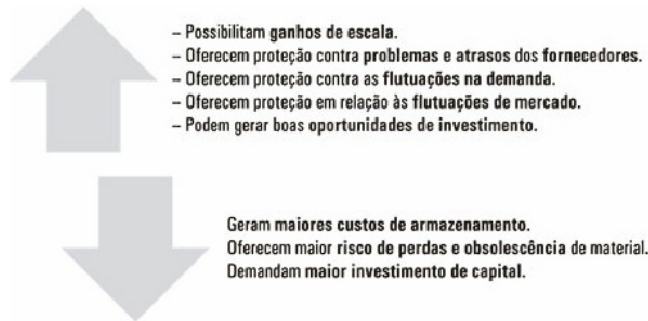 – Possibilitam ganhos de escala.
– Oferecem proteção contra problemas e atrasos dos fornecedores.
– Oferecem proteção contra as flutuações na demanda.
– Oferecem proteção em relação às flutuações de mercado.
– Podem gerar boas oportunidades de investimento.
Geram maiores custos de armazenamento.
Oferecem maior risco de perdas e obsolescência de material.
Demandam maior investimento de capital.